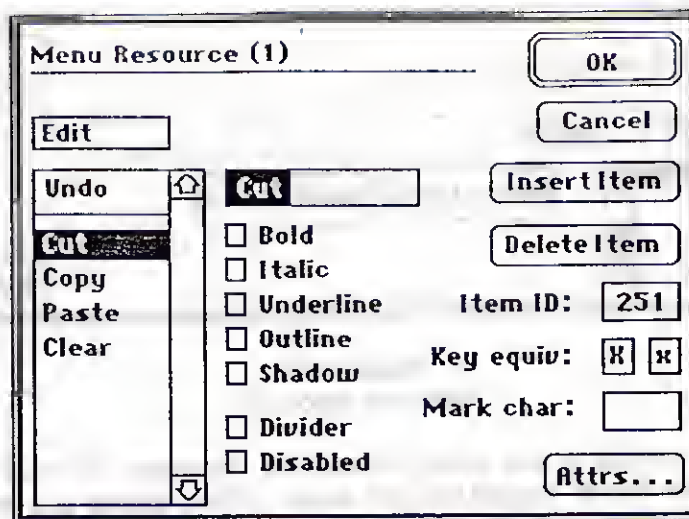 Menu Resource (1)
OK
Cancel
Edit
Undo
Cut
Copy
Paste
Clear
Cut
Bold
Italic
Underline
Outline
Shadow
Divider
Disabled
Insert Item
Delete Item
Item ID: 251
Key equiv: X x
Mark char:
Attrs...